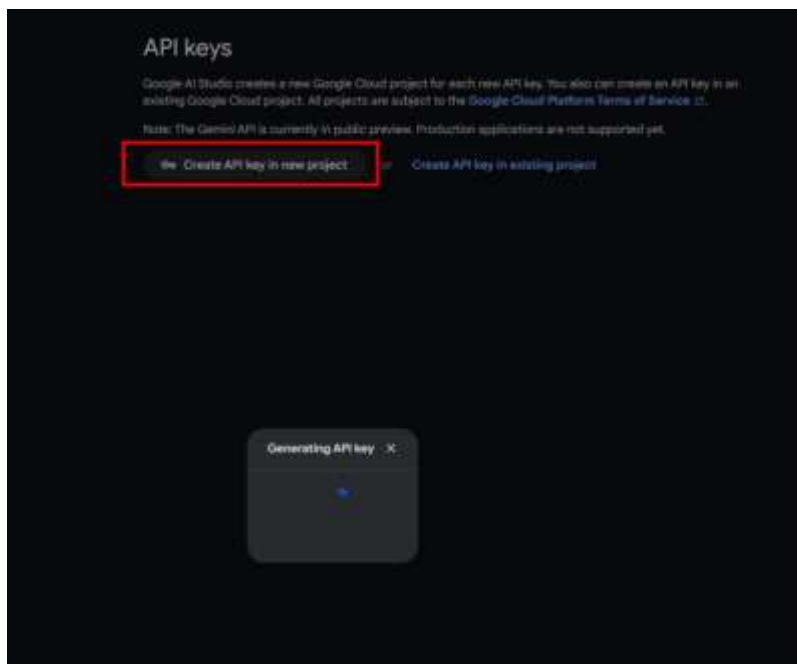 API keys
Google AI Studio creates a new Google Cloud project for each new API key. You also can create an API key in an
existing Google Cloud project. All projects are subject to the Google Cloud Platform Terms of Service
Note: The Gemini API is currently in public preview. Production applications are not supported yet.
Create API key in new project or Create API key in existing project
Generating API key